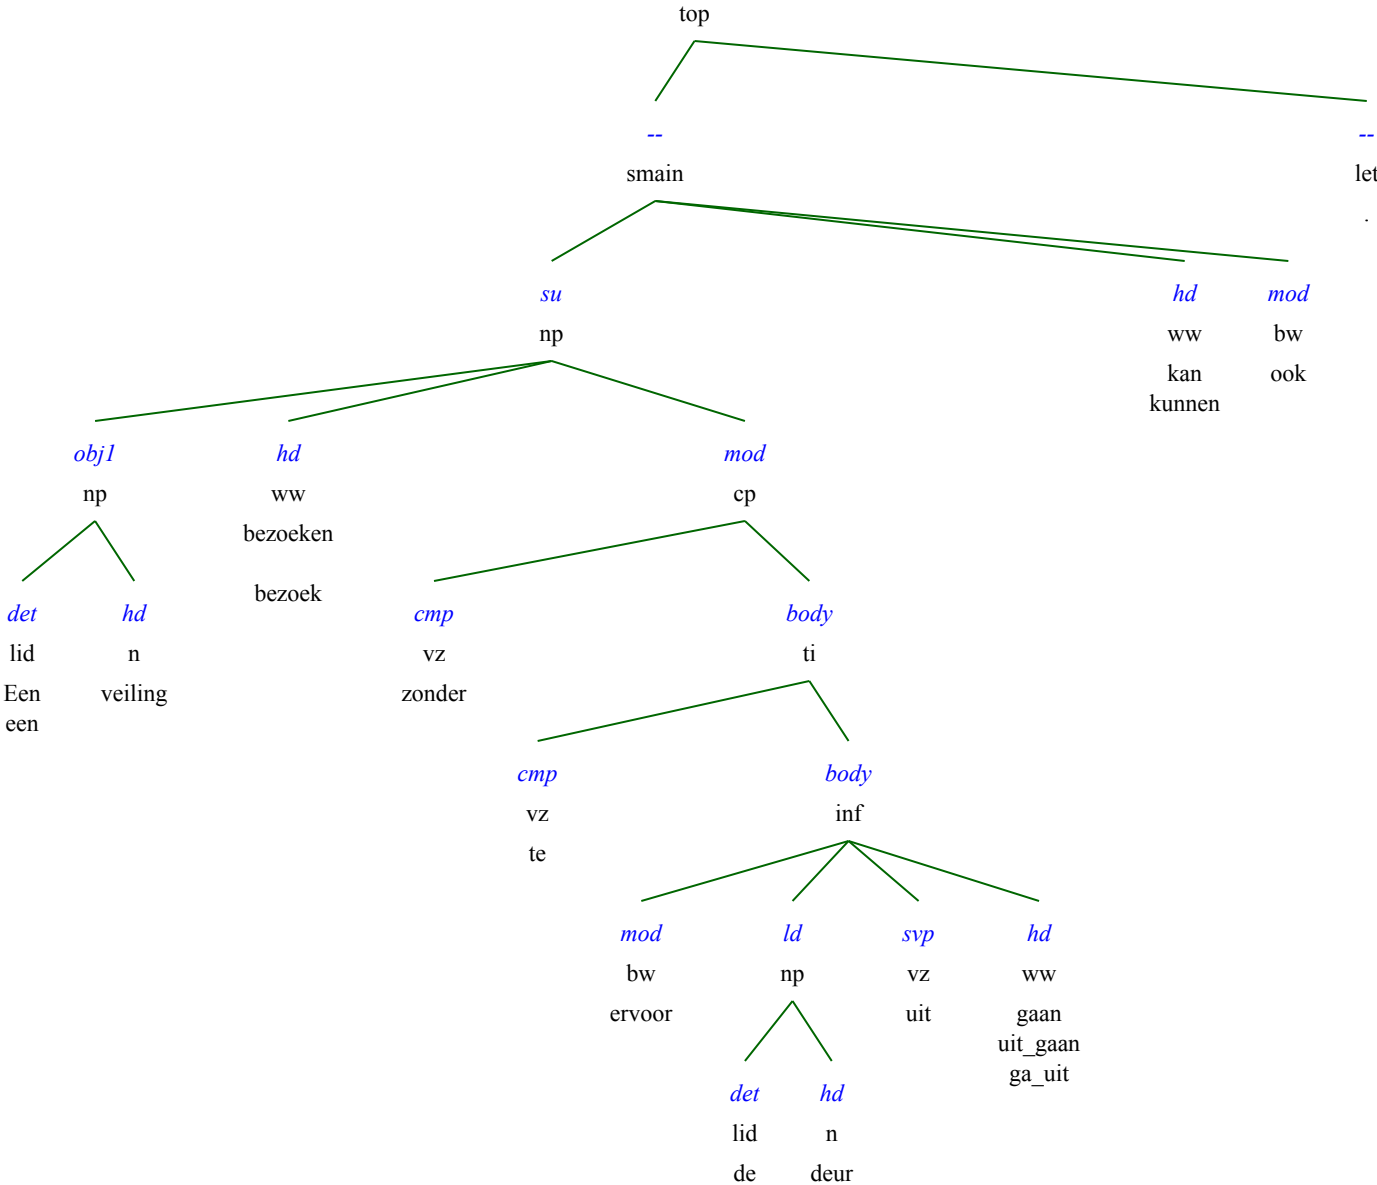 top
-- --
smain let
.
su hd mod
np ww bw
kan ook
kunnen
obj1 hd mod
np ww cp
bezoeken
bezoek
det hd cmp body
lid n vz ti
Een veiling zonder
een
cmp body
vz inf
te
mod ld svp hd
bw np vz ww
ervoor uit gaan
uit_gaan
ga_uit
det hd
lid n
de deur